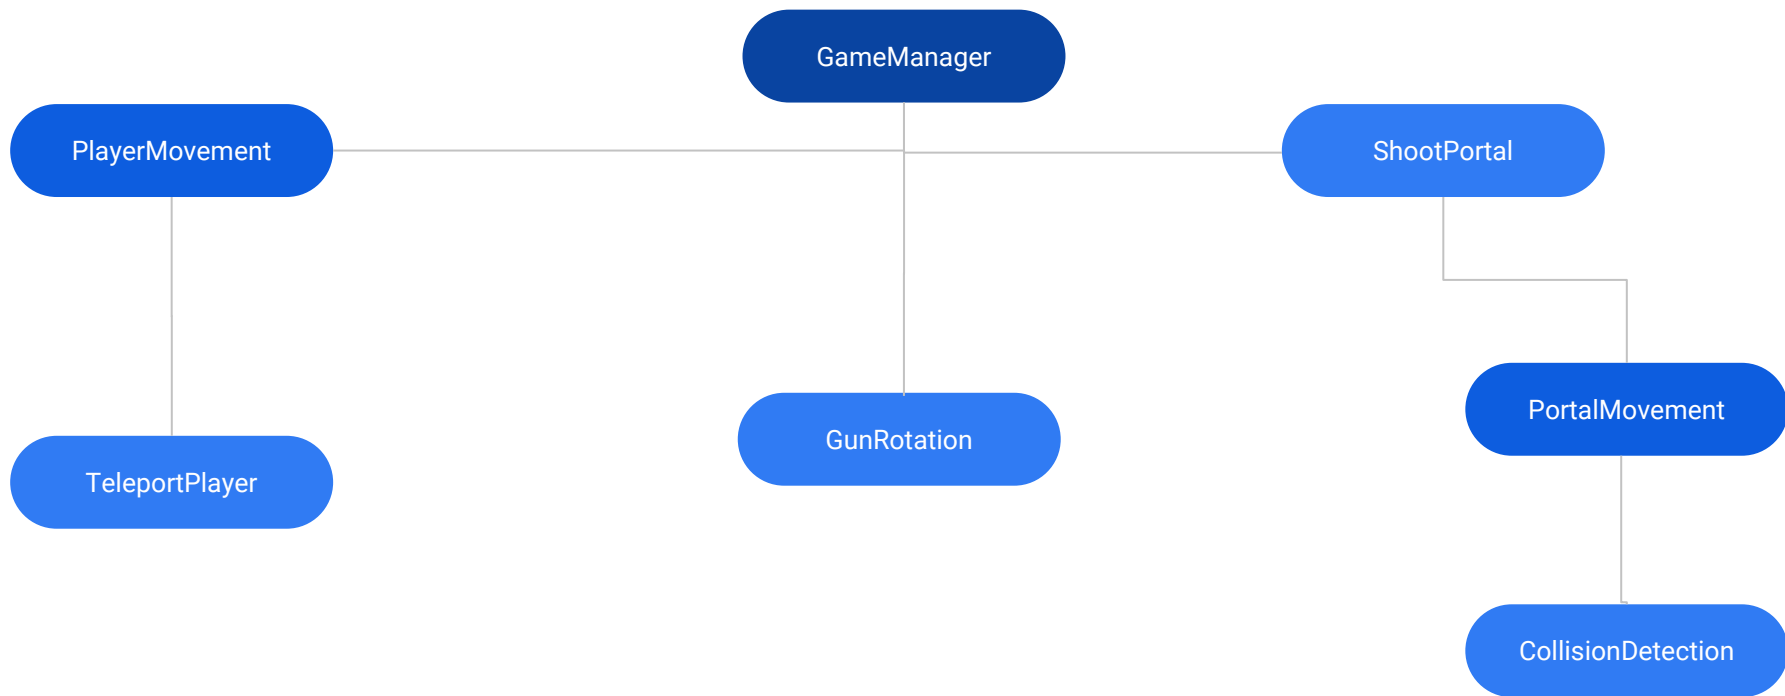 GameManager
PlayerMovement
ShootPortal
PortalMovement
GunRotation
TeleportPlayer
CollisionDetection